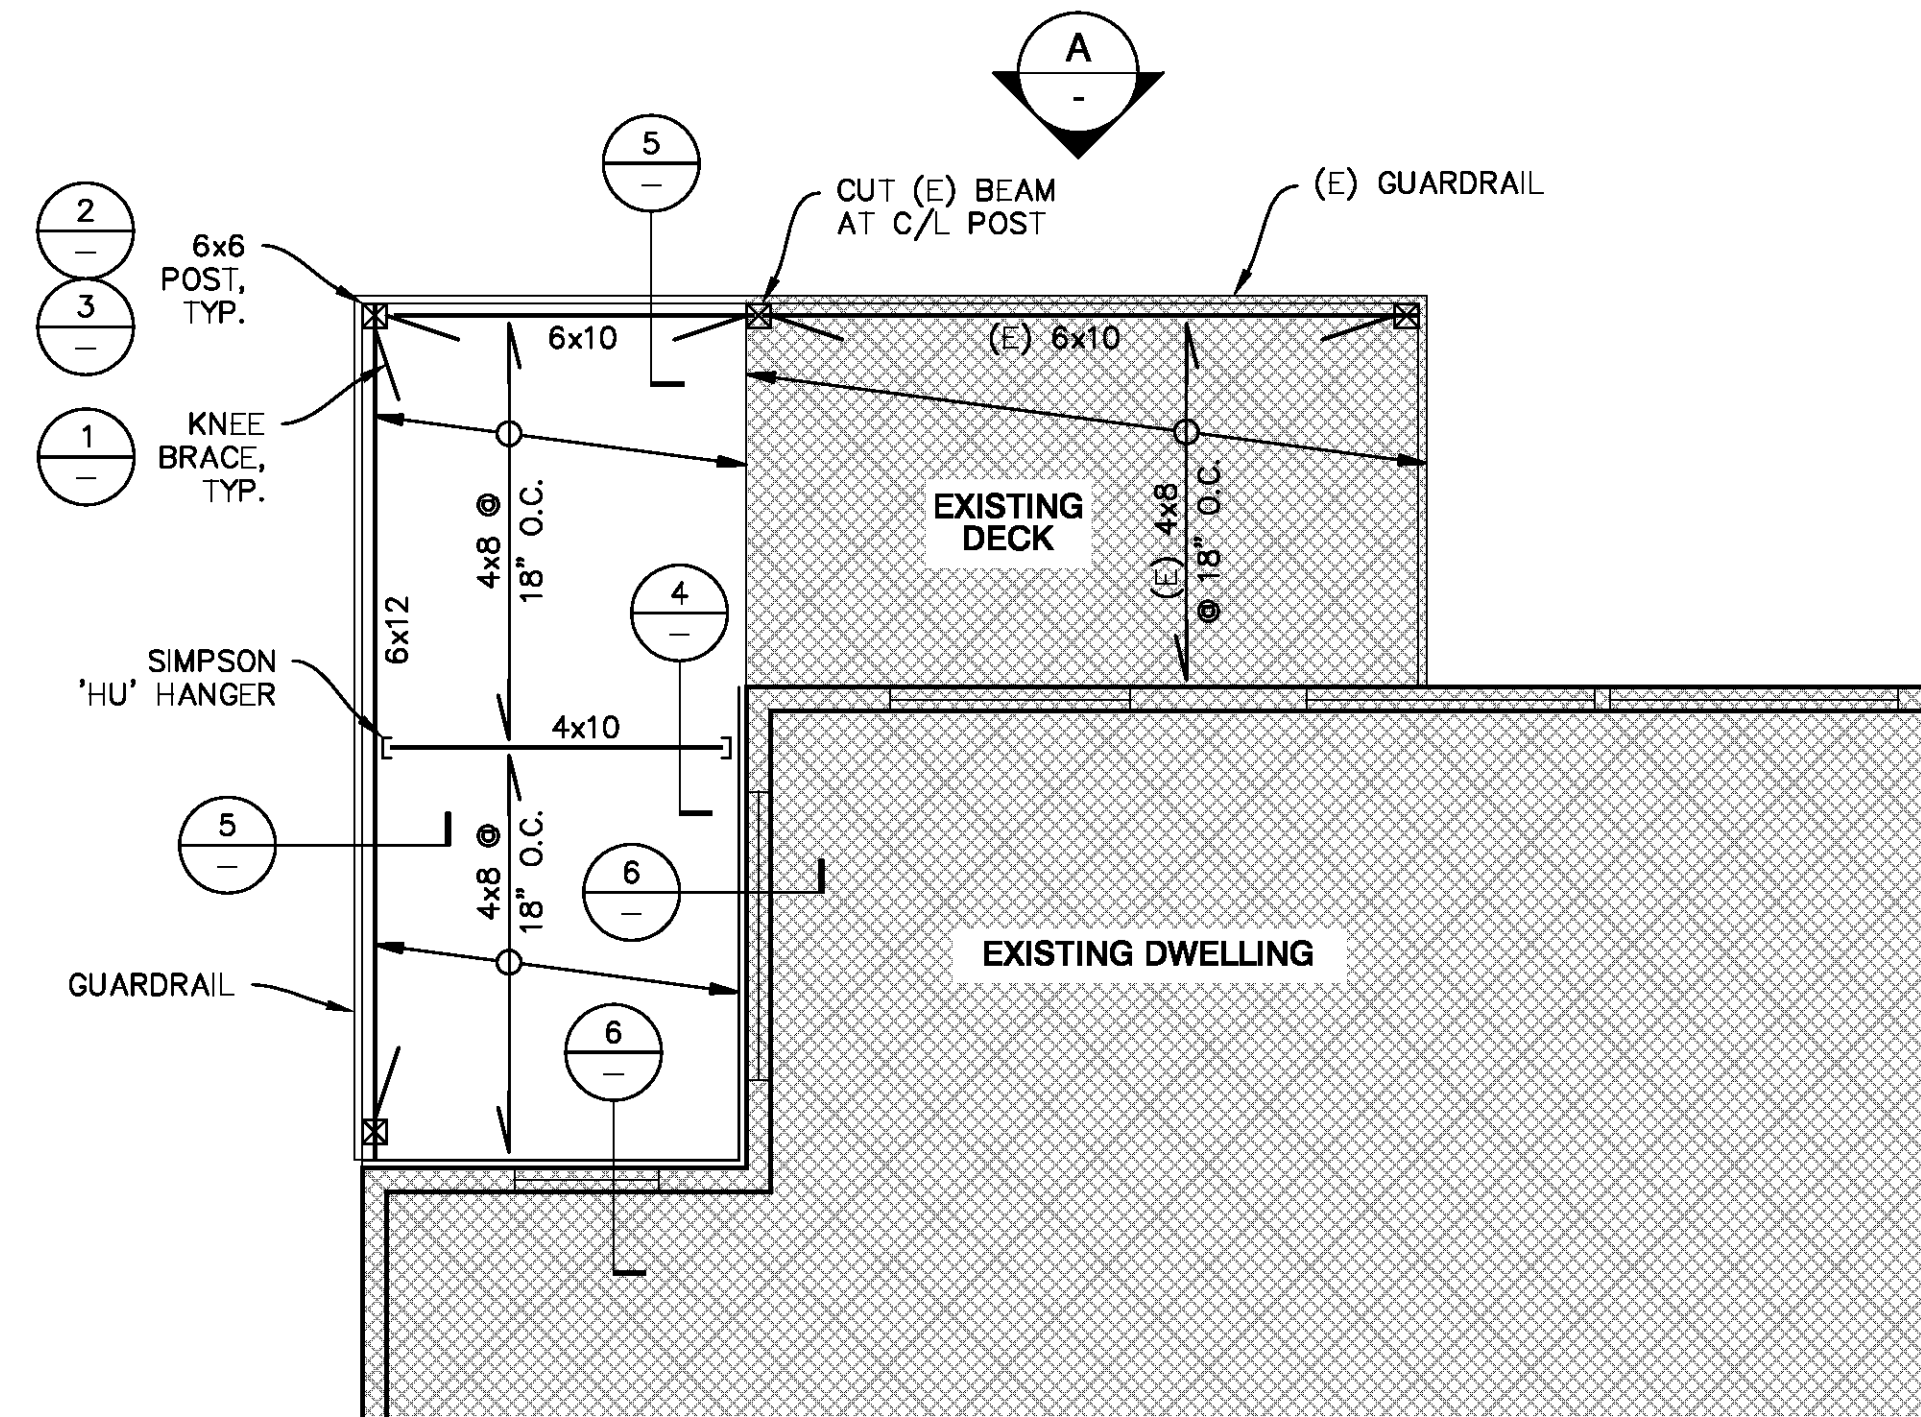 A
-
5
–
CUT (E) BEAM
AT C/L POST
(E) GUARDRAIL
2
–
3
–
6x6
POST,
TYP.
6x10
(E) 6x10
1
–
KNEE
BRACE,
TYP.
4x8 @
18" O.C.
EXISTING
DECK
(E) 4x8
@ 18" O.C.
6x12
4
–
SIMPSON
'HU' HANGER
4x10
5
–
4x8 @
18" O.C.
6
–
EXISTING DWELLING
GUARDRAIL
6
–